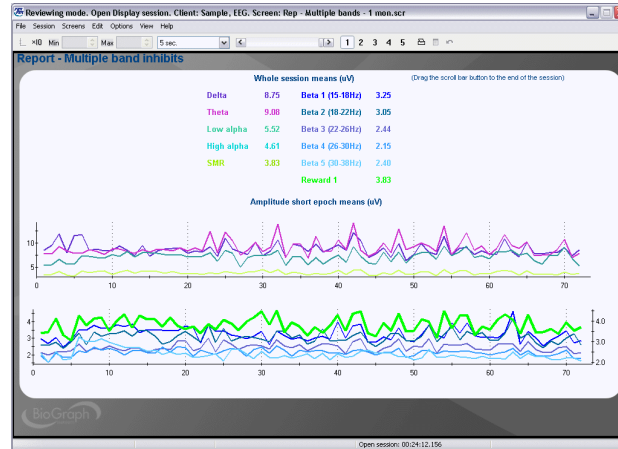 Reviewing mode. Open Display session. Client: Sample, EEG. Screen: Rep - Multiple bands - 1 mon.scr
File Session Screens Edit Options View Help
×10 Min Max 5 sec. 1 2 3 4 5
Report - Multiple band inhibits
Whole session means (uV) (Drag the scroll bar button to the end of the session)
Delta 8.75 Beta 1 (15-18Hz) 3.25
Theta 9.08 Beta 2 (18-22Hz) 3.05
Low alpha 5.52 Beta 3 (22-26Hz) 2.44
High alpha 4.61 Beta 4 (26-30Hz) 2.15
SMR 3.83 Beta 5 (30-38Hz) 2.40
Reward 1 3.83
Amplitude short epoch means (uV)
10
5
0 10 20 30 40 50 60 70
4 4.0
3 3.0
2 2.0
0 10 20 30 40 50 60 70
BioGraph
Open session: 00:24:12.156